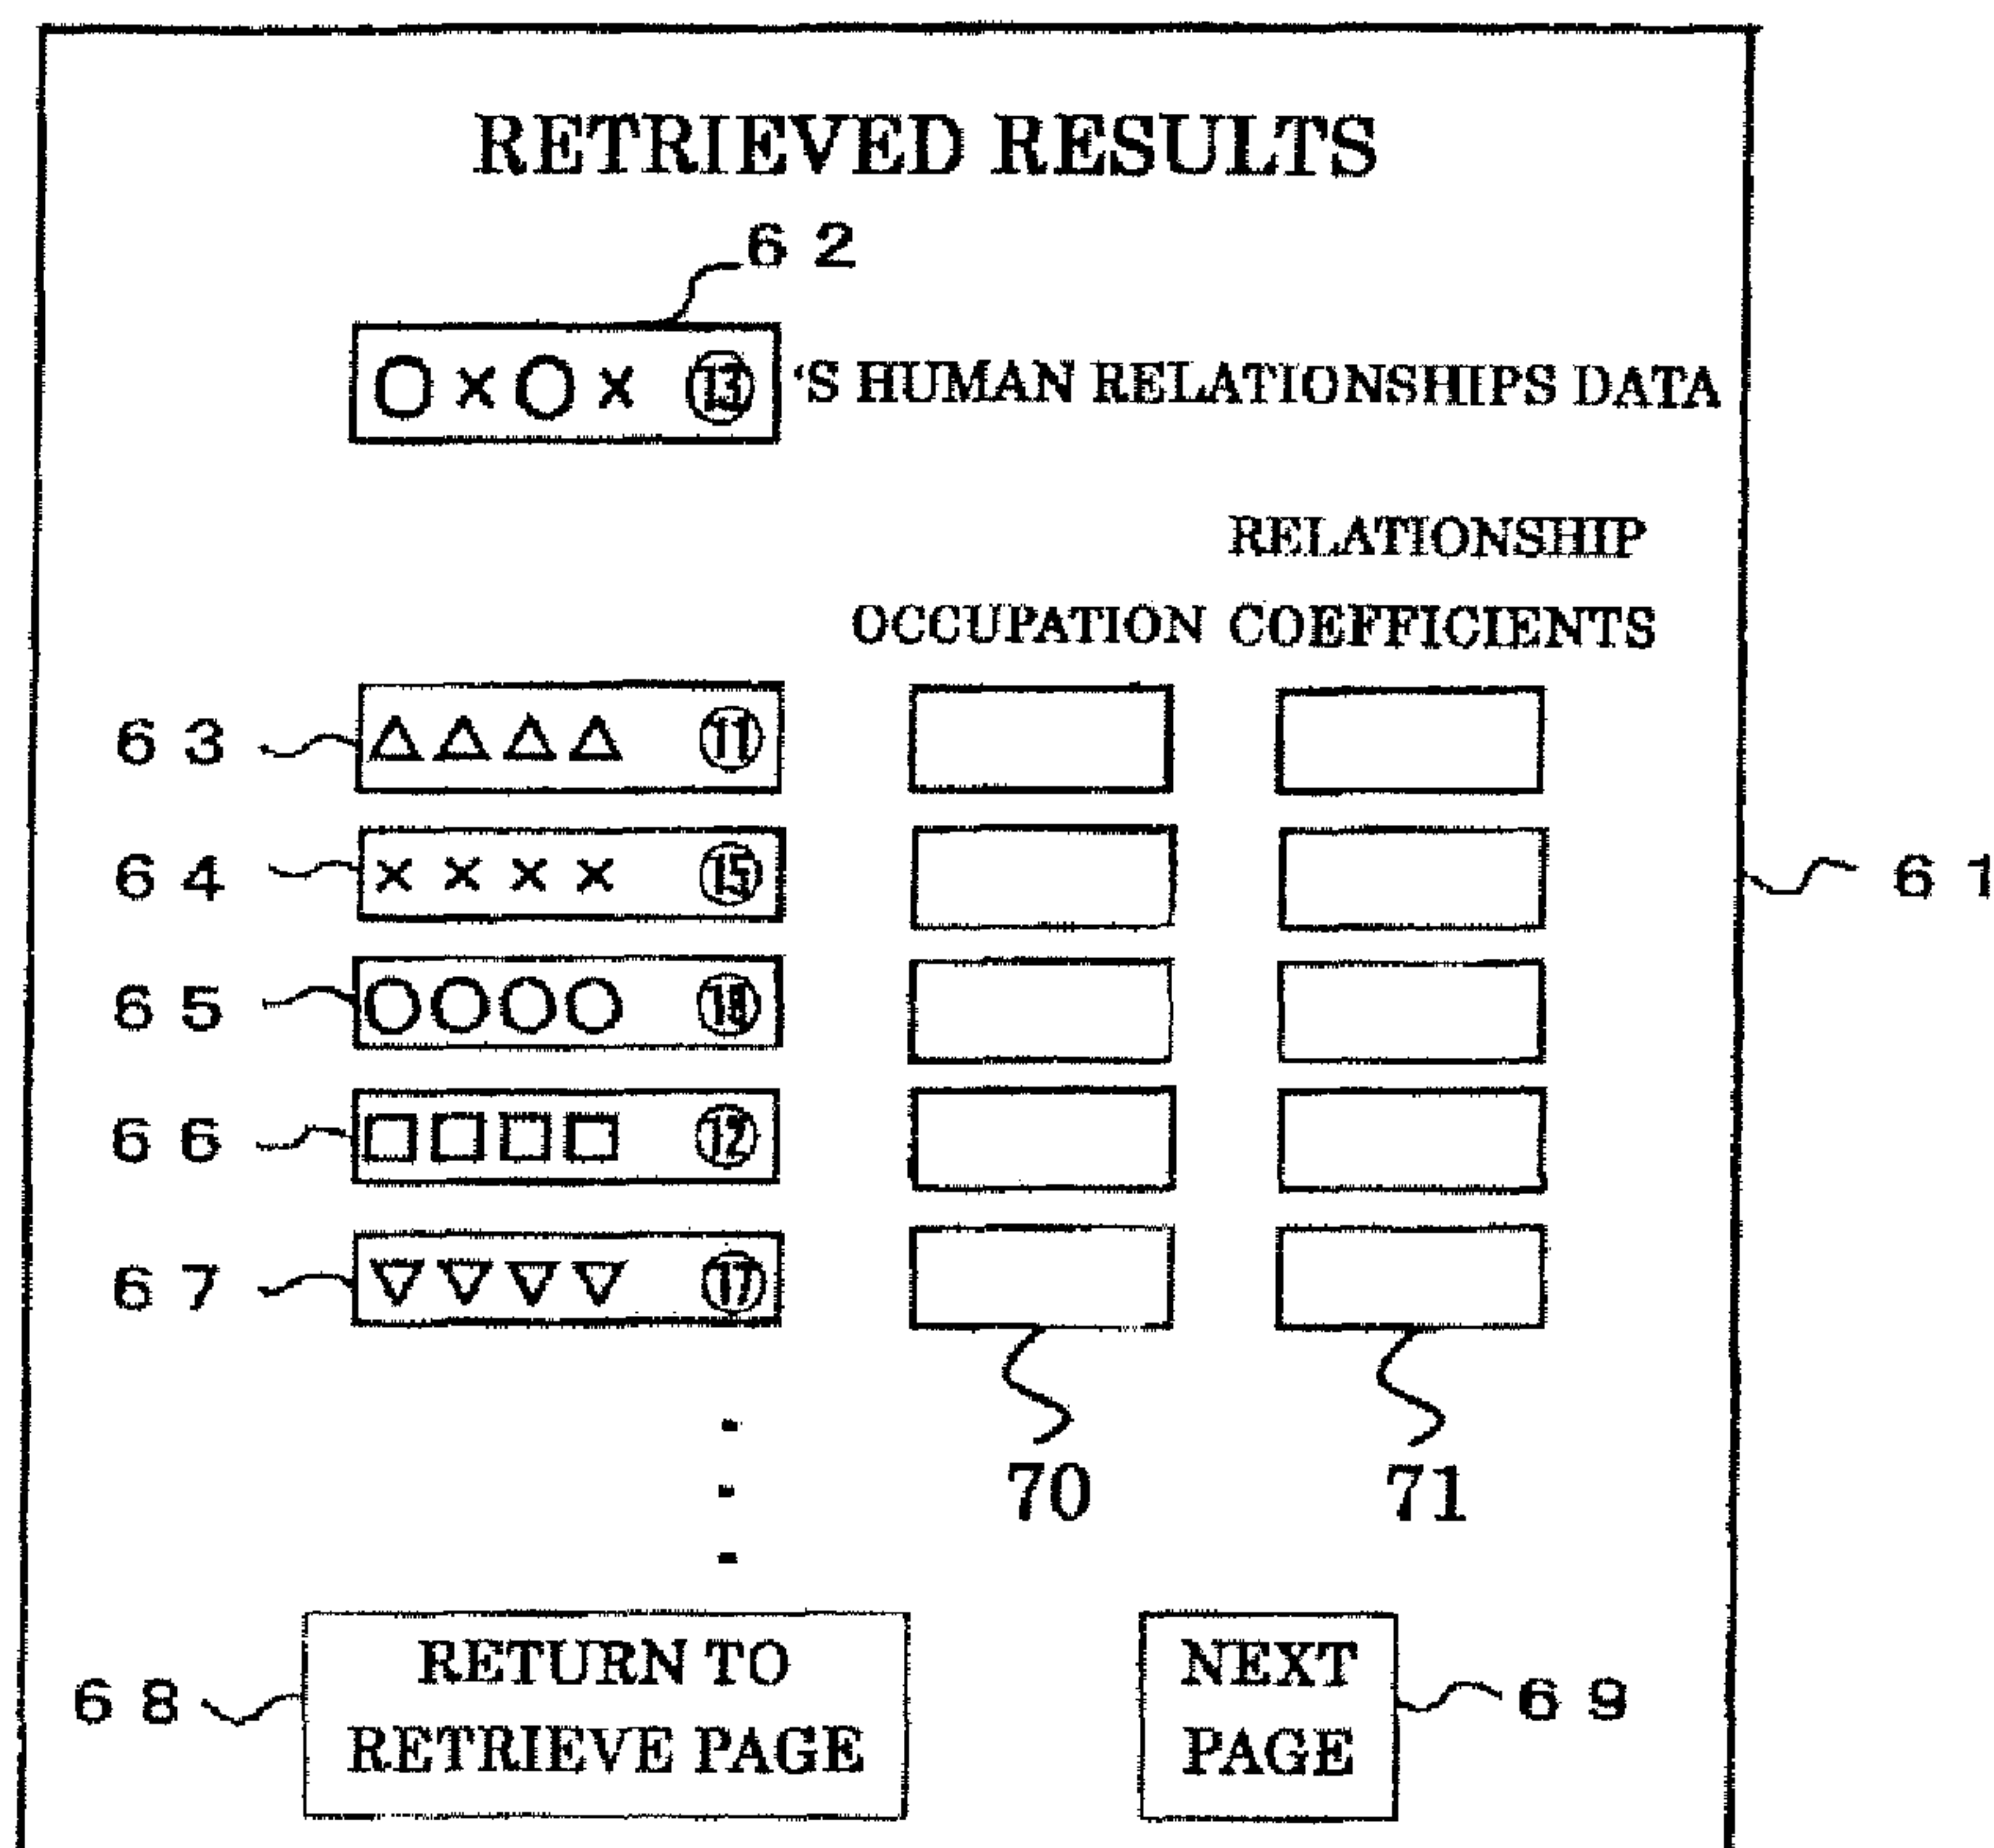 RETRIEVED RESULTS
62
○×○× ⑬ 'S HUMAN RELATIONSHIPS DATA
RELATIONSHIP
OCCUPATION COEFFICIENTS
63 △△△△ ⑪
64 ×××× ⑮
61
65 ○○○○
66 □□□□ ⑫
67 ▽▽▽▽ ⑰
70 71
68 RETURN TO
RETRIEVE PAGE
NEXT
PAGE 69